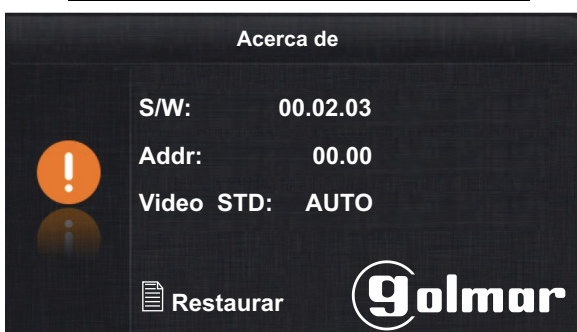 Acerca de
S/W: 00.02.03
Addr: 00.00
Video STD: AUTO
Restaurar
golmar